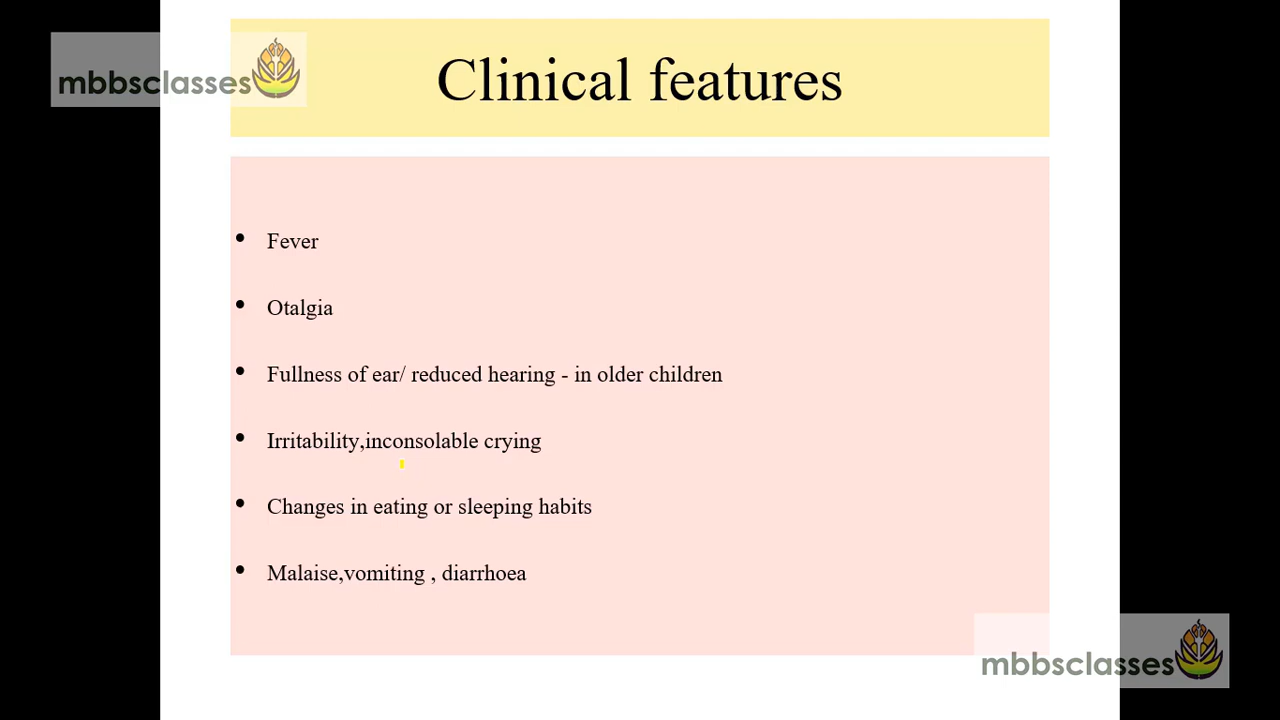 mbbsclasses
Clinical features
• Fever
• Otalgia
• Fullness of ear/ reduced hearing - in older children
• Irritability,inconsolable crying
• Changes in eating or sleeping habits
• Malaise,vomiting , diarrhoea
mbbsclasses